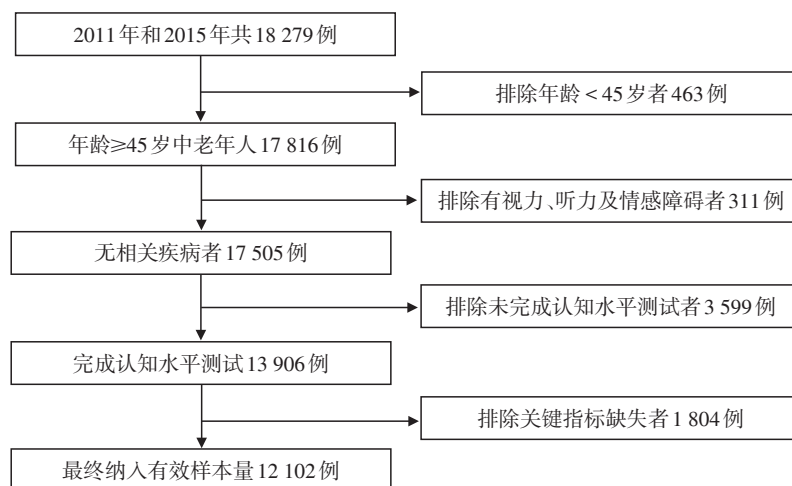 2011年和2015年共18 279例
排除年龄<45岁者463例
年龄≥45岁中老年人17 816例
排除有视力、听力及情感障碍者311例
无相关疾病者17 505例
排除未完成认知水平测试者3 599例
完成认知水平测试13 906例
排除关键指标缺失者1 804例
最终纳入有效样本量12 102例